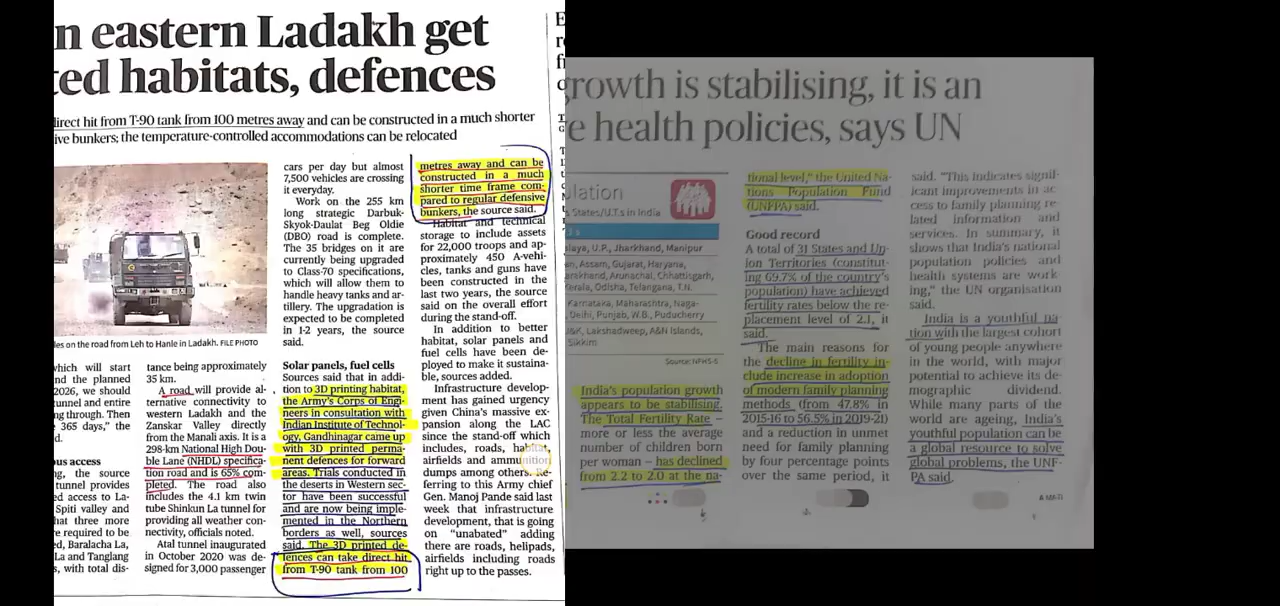 n eastern Ladakh get
ted habitats, defences
irect hit from T-90 tank from 100 metres away and can be constructed in a much shorter
ive bunkers; the temperature-controlled accommodations can be relocated
les on the road from Leh to Hanle in Ladakh. FILE PHOTO
which will start
nd the planned
2026, we should
unnel and entire
ng through. Then
365 days," the
d.
ous access
ng, the source
tunnel provides
ed access to La-
Spiti valley and
hat three more
e required to be
d, Baralacha La,
La and Tanglang
s, with total dis-
tance being approximately
35 km.
A road will provide al-
ternative connectivity to
western Ladakh and the
Zanskar Valley directly
from the Manali axis. It is a
298-km National High Dou-
ble Lane (NHDL) specifica-
tion road and is 65% com-
pleted. The road also
includes the 4.1 km twin
tube Shinkun La tunnel for
providing all weather con-
nectivity, officials noted.
Atal tunnel inaugurated
in October 2020 was de-
signed for 3,000 passenger
cars per day but almost
7,500 vehicles are crossing
it everyday.
Work on the 255 km
long strategic Darbuk-
Skyok-Daulat Beg Oldie
(DBO) road is complete.
The 35 bridges on it are
currently being upgraded
to Class-70 specifications,
which will allow them to
handle heavy tanks and ar-
tillery. The upgradation is
expected to be completed
in 1-2 years, the source
said.
Solar panels, fuel cells
Sources said that in addi-
tion to 3D printing habitat,
the Army's Corps of Engi-
neers in consultation with
Indian Institute of Technol-
ogy, Gandhinagar came up
with 3D printed perma-
nent defences for forward
areas. Trials conducted in
the deserts in Western sec-
tor have been successful
and are now being imple-
mented in the Northern
borders as well, sources
said. The 3D printed de-
fences can take direct hit
from T-90 tank from 100
metres away and can be
constructed in a much
shorter time frame com-
pared to regular defensive
bunkers, the source said.
Habitat and technical
storage to include assets
for 22,000 troops and ap-
proximately 450 A-vehi-
cles, tanks and guns have
been constructed in the
last two years, the source
said on the overall effort
during the stand-off.
In addition to better
habitat, solar panels and
fuel cells have been de-
ployed to make it sustaina-
ble, sources added.
Infrastructure develop-
ment has gained urgency
given China's massive ex-
pansion along the LAC
since the stand-off which
includes, roads, habitat,
airfields and ammunition
dumps among others. Re-
ferring to this Army chief
Gen. Manoj Pande said last
week that infrastructure
development, that is going
on "unabated" adding
there are roads, helipads,
airfields including roads
right up to the passes.
growth is stabilising, it is an
e health policies, says UN
lation
s States/U.T.s in India
alaya, U.P., Jharkhand, Manipur
an, Assam, Gujarat, Haryana,
arakhand, Arunachal, Chhattisgarh,
Kerala, Odisha, Telangana, T.N.
Karnataka, Maharashtra, Naga-
Delhi, Punjab, W.B., Puducherry
J&K, Lakshadweep, A&N Islands,
Sikkim
Source: NFHS-5
India's population growth
appears to be stabilising.
The Total Fertility Rate –
more or less the average
number of children born
per woman – has declined
from 2.2 to 2.0 at the na-
tional level," the United Na-
tions Population Fund
(UNFPA) said.
Good record
A total of 31 States and Un-
ion Territories (constitut-
ing 69.7% of the country's
population) have achieved
fertility rates below the re-
placement level of 2.1, it
said.
The main reasons for
the decline in fertility in-
clude increase in adoption
of modern family planning
methods (from 47.8% in
2015-16 to 56.5% in 2019-21)
and a reduction in unmet
need for family planning
by four percentage points
over the same period, it
said. "This indicates signif-
icant improvements in ac-
cess to family planning re-
lated information and
services. In summary, it
shows that India's national
population policies and
health systems are work-
ing," the UN organisation
said.
India is a youthful na-
tion with the largest cohort
of young people anywhere
in the world, with major
potential to achieve its de-
mographic dividend.
While many parts of the
world are ageing, India's
youthful population can be
a global resource to solve
global problems, the UNF-
PA said.